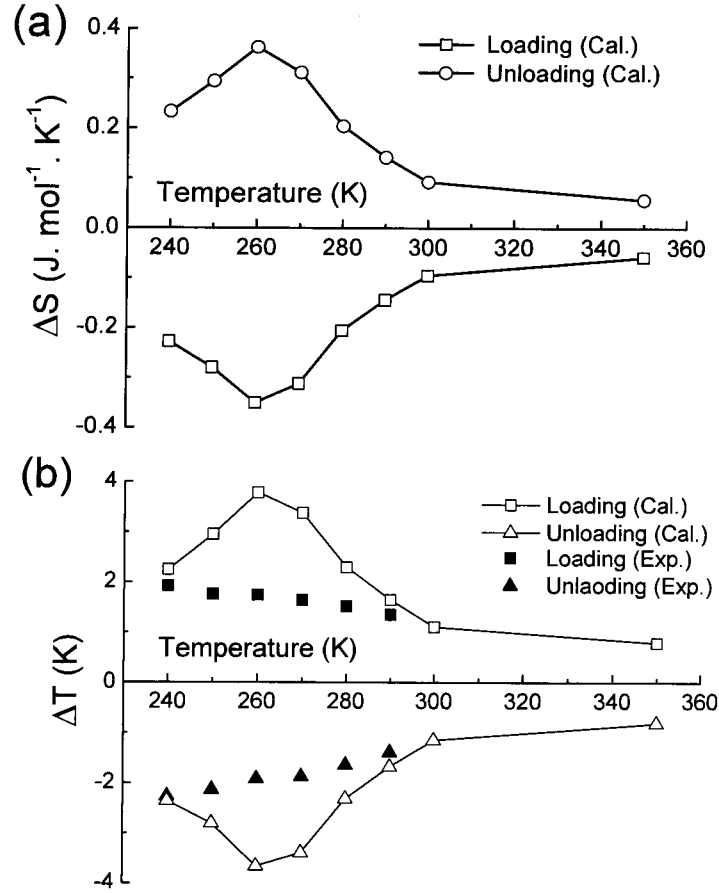 (a)
0.4
Loading (Cal.)
Unloading (Cal.)
0.2
Temperature (K)
0.0
240 260 280 300 320 340 360
ΔS (J. mol⁻¹. K⁻¹)
-0.2
-0.4
(b)
4
Loading (Cal.)
Unloading (Cal.)
Loading (Exp.)
Unlaoding (Exp.)
2
Temperature (K)
0
240 260 280 300 320 340 360
ΔT (K)
-2
-4